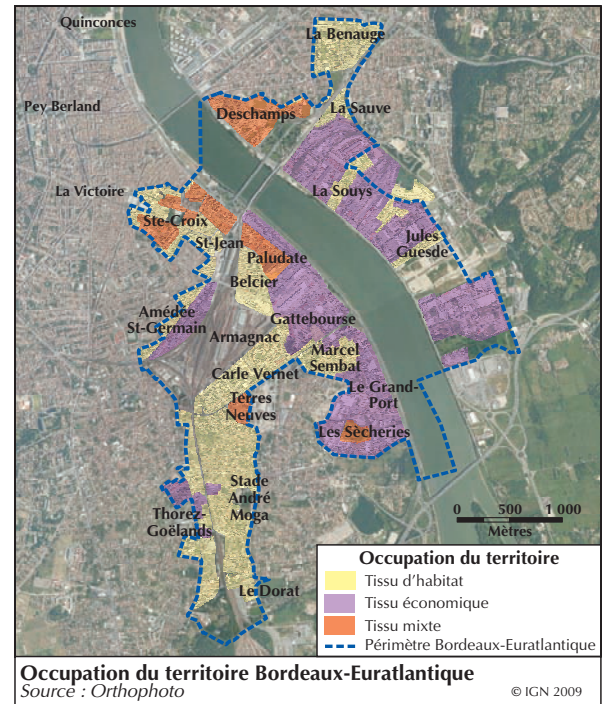 Quinconces
La Benauge
Pey Berland
Deschamps
La Sauve
La Victoire
La Souys
Ste-Croix
St-Jean
Jules
Guesde
Paludate
Belcier
Amédée
St-Germain
Gattebourse
Armagnac
Marcel
Sembat
Carle Vernet
Le Grand-
Port
Terres
Neuves
Les Sècheries
Stade
André
Moga
Thorez-
Goëlands
0 500 1 000
Mètres
Le Dorat
Occupation du territoire
Tissu d'habitat
Tissu économique
Tissu mixte
Périmètre Bordeaux-Euratlantique
Occupation du territoire Bordeaux-Euratlantique
Source : Orthophoto
© IGN 2009